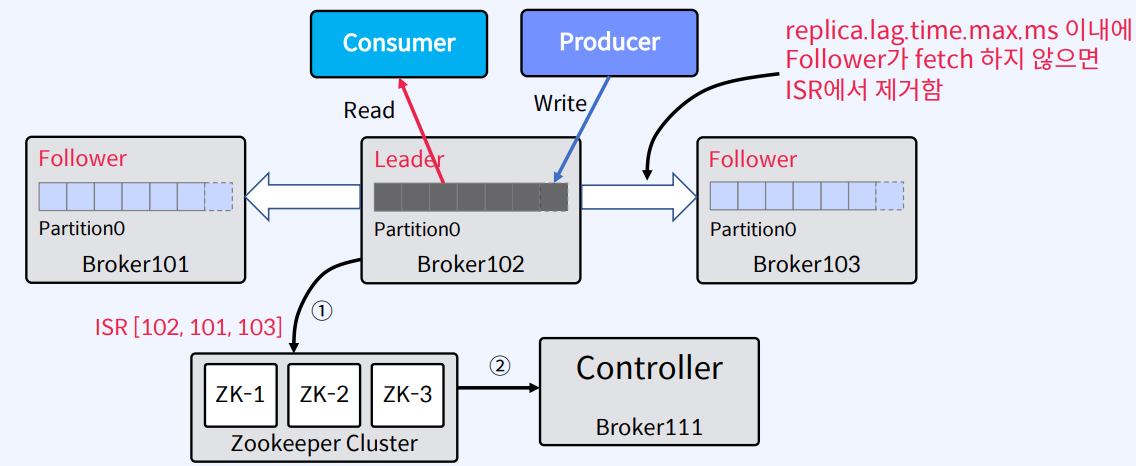 Consumer
Producer
replica.lag.time.max.ms 이내에
Follower가 fetch 하지 않으면
ISR에서 제거함
Read
Write
Follower
Partition0
Broker101
Leader
Partition0
Broker102
Follower
Partition0
Broker103
①
ISR [102, 101, 103]
ZK-1
ZK-2
ZK-3
Zookeeper Cluster
②
Controller
Broker111